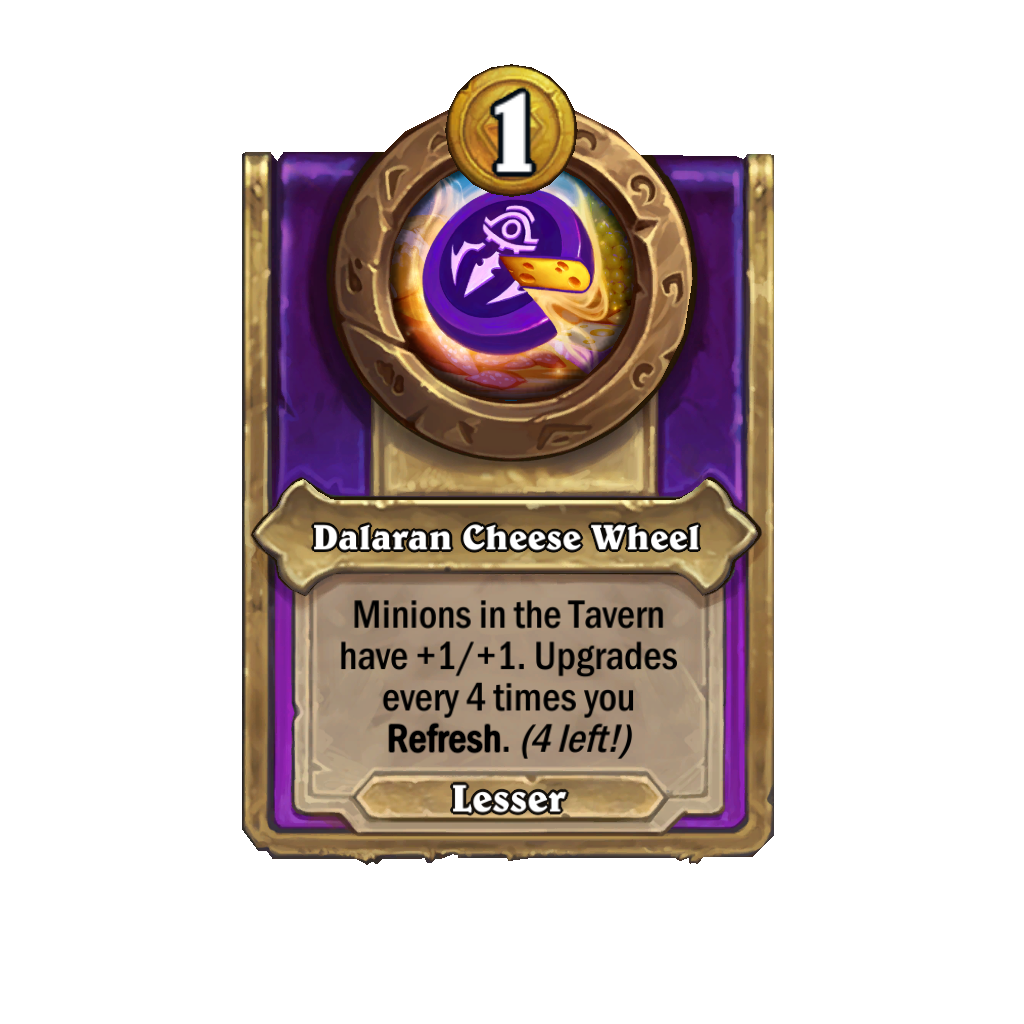 1
Dalaran Cheese Wheel
Minions in the Tavern
have +1/+1. Upgrades
every 4 times you
Refresh. (4 left!)
Lesser